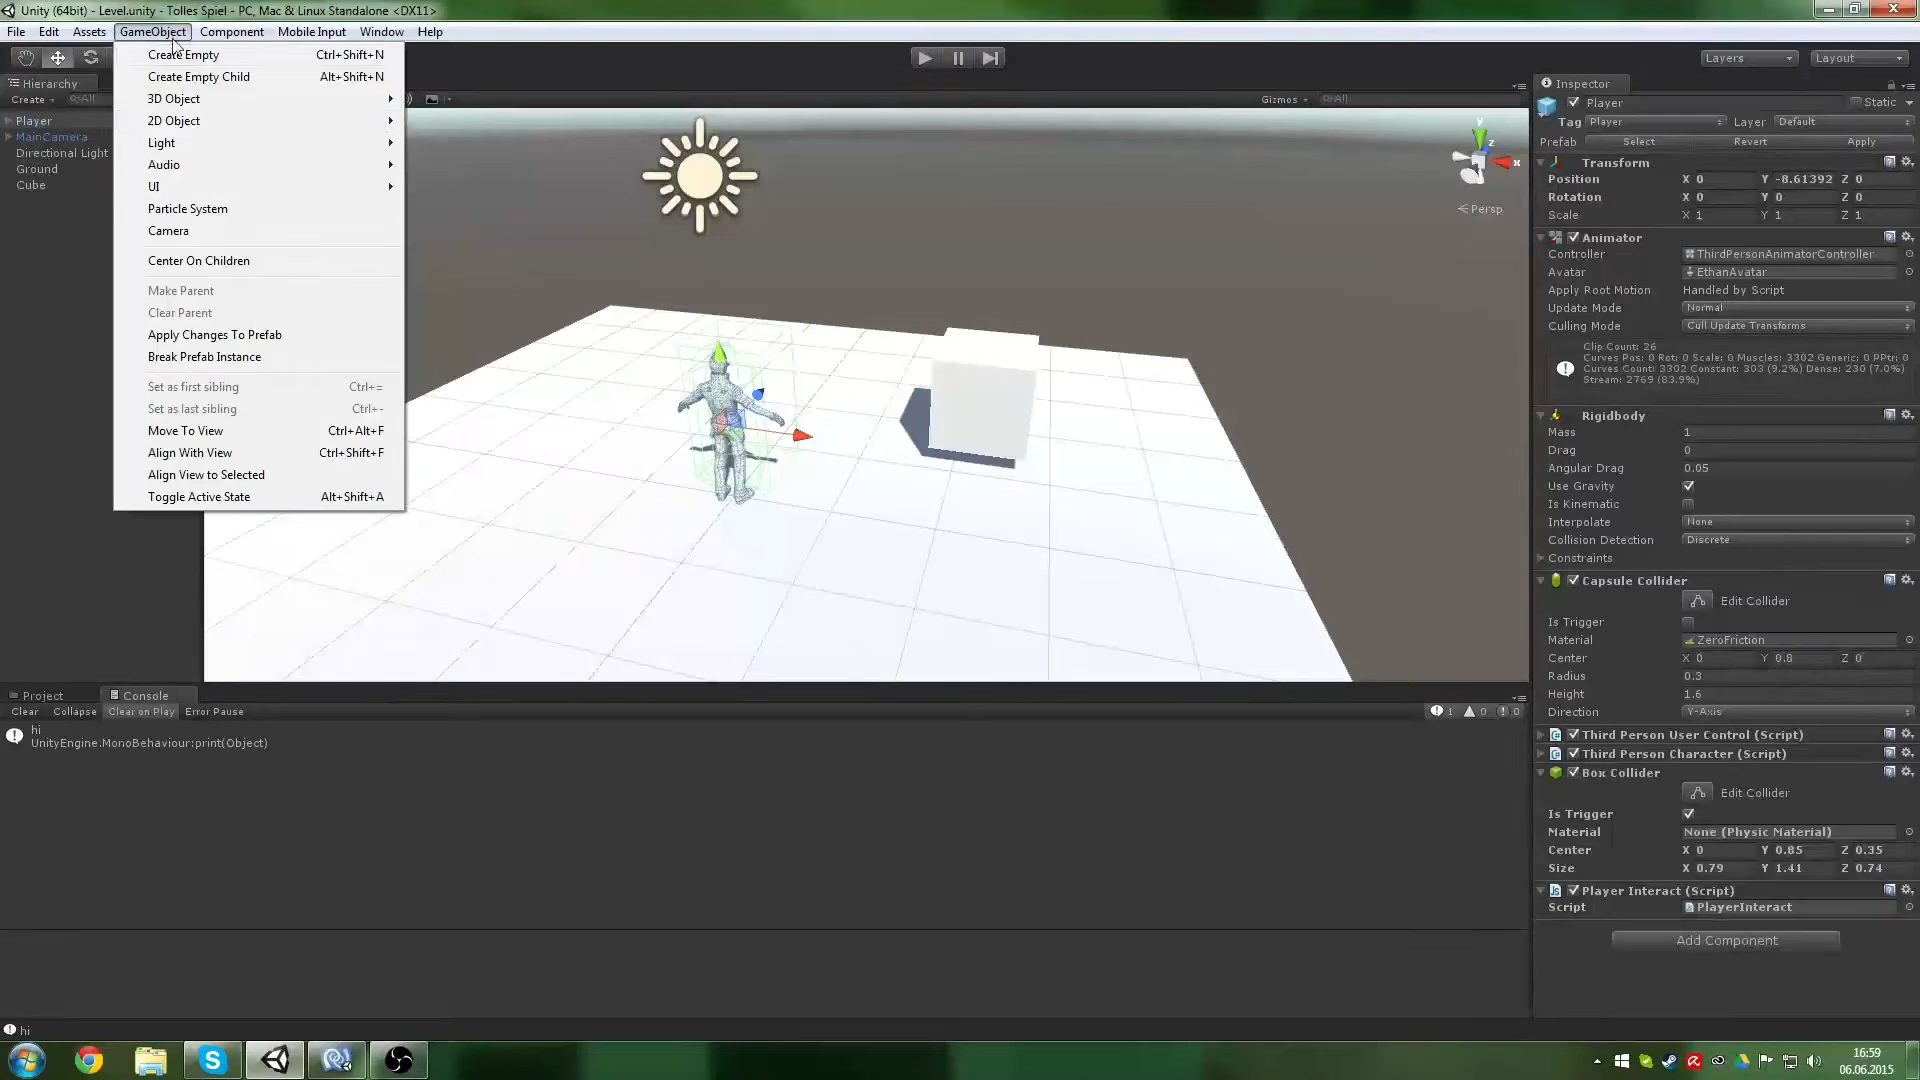 Unity (64bit) - Level.unity - Tolles Spiel - PC, Mac & Linux Standalone <DX11>
File Edit Assets GameObject Component Mobile Input Window Help
Layers Layout
Hierarchy
Create All
Player
MainCamera
Directional Light
Ground
Cube
Create Empty Ctrl+Shift+N
Create Empty Child Alt+Shift+N
3D Object
2D Object
Light
Audio
UI
Particle System
Camera
Center On Children
Make Parent
Clear Parent
Apply Changes To Prefab
Break Prefab Instance
Set as first sibling Ctrl+=
Set as last sibling Ctrl+-
Move To View Ctrl+Alt+F
Align With View Ctrl+Shift+F
Align View to Selected
Toggle Active State Alt+Shift+A
Gizmos All
y
z
x
Persp
Inspector
Player Static
Tag Player Layer Default
Prefab Select Revert Apply
Transform
Position X 0 Y -8.61392 Z 0
Rotation X 0 Y 0 Z 0
Scale X 1 Y 1 Z 1
Animator
Controller ThirdPersonAnimatorController
Avatar EthanAvatar
Apply Root Motion Handled by Script
Update Mode Normal
Culling Mode Cull Update Transforms
Clip Count: 26
Curves Pos: 0 Rot: 0 Scale: 0 Muscles: 3302 Generic: 0 PPtr: 0
Curves Count: 3302 Constant: 303 (9.2%) Dense: 230 (7.0%)
Stream: 2769 (83.9%)
Rigidbody
Mass 1
Drag 0
Angular Drag 0.05
Use Gravity
Is Kinematic
Interpolate None
Collision Detection Discrete
Constraints
Capsule Collider
Edit Collider
Is Trigger
Material ZeroFriction
Center X 0 Y 0.8 Z 0
Radius 0.3
Height 1.6
Direction Y-Axis
Third Person User Control (Script)
Third Person Character (Script)
Box Collider
Edit Collider
Is Trigger
Material None (Physic Material)
Center X 0 Y 0.85 Z 0.35
Size X 0.79 Y 1.41 Z 0.74
Player Interact (Script)
Script PlayerInteract
Add Component
Project Console
Clear Collapse Clear on Play Error Pause 1 0 0
hi
UnityEngine.MonoBehaviour:print(Object)
hi
16:59
06.06.2015